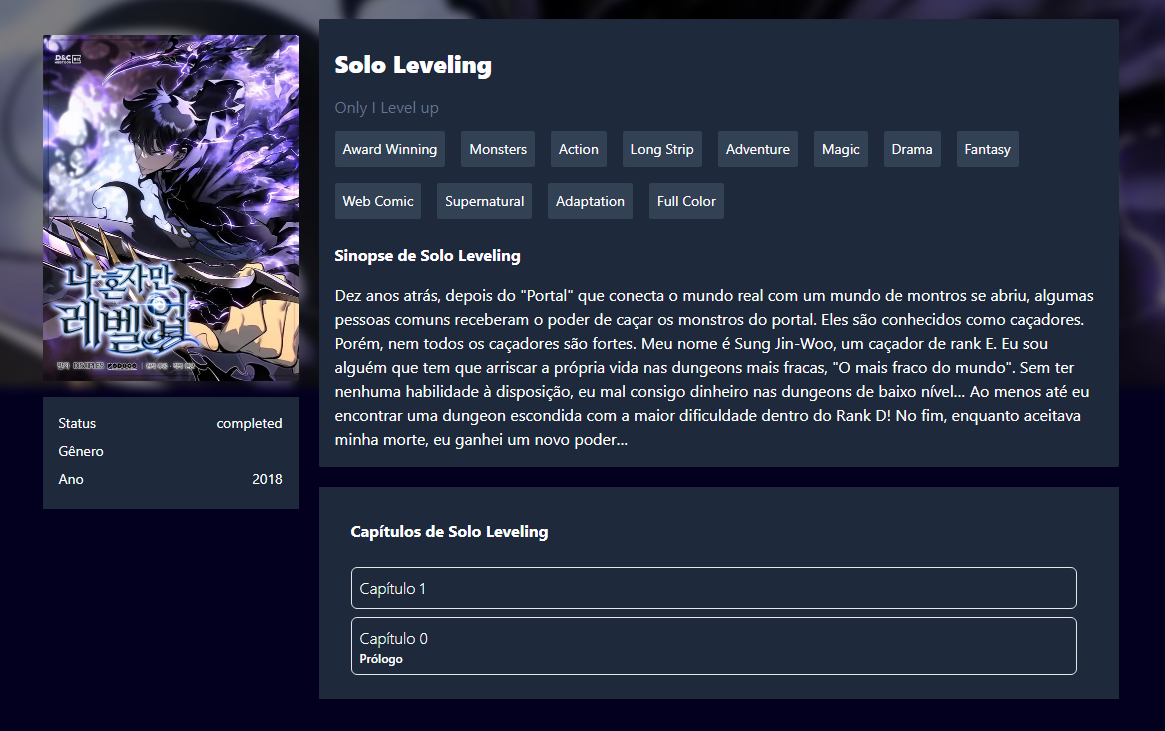 D&C
나 혼자만
레벨업
Status completed
Gênero
Ano 2018
Solo Leveling
Only I Level up
Award Winning Monsters Action Long Strip Adventure Magic Drama Fantasy
Web Comic Supernatural Adaptation Full Color
Sinopse de Solo Leveling
Dez anos atrás, depois do "Portal" que conecta o mundo real com um mundo de montros se abriu, algumas
pessoas comuns receberam o poder de caçar os monstros do portal. Eles são conhecidos como caçadores.
Porém, nem todos os caçadores são fortes. Meu nome é Sung Jin-Woo, um caçador de rank E. Eu sou
alguém que tem que arriscar a própria vida nas dungeons mais fracas, "O mais fraco do mundo". Sem ter
nenhuma habilidade à disposição, eu mal consigo dinheiro nas dungeons de baixo nível... Ao menos até eu
encontrar uma dungeon escondida com a maior dificuldade dentro do Rank D! No fim, enquanto aceitava
minha morte, eu ganhei um novo poder...
Capítulos de Solo Leveling
Capítulo 1
Capítulo 0
Prólogo